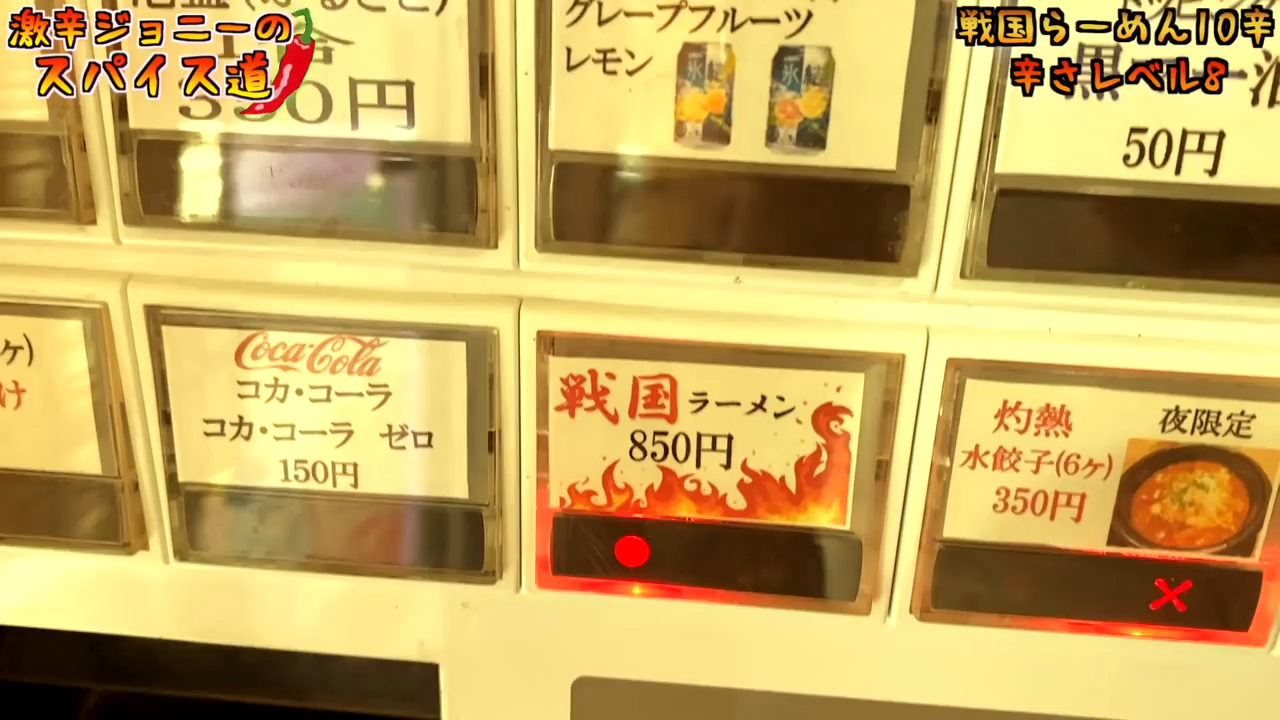 激辛ジョニーの
スパイス道
戦国らーめん10辛
辛さレベル8
グレープフルーツ
レモン
50円
Coca-Cola
コカ・コーラ
コカ・コーラ ゼロ
150円
戦国ラーメン
850円
灼熱 夜限定
水餃子(6ヶ)
350円